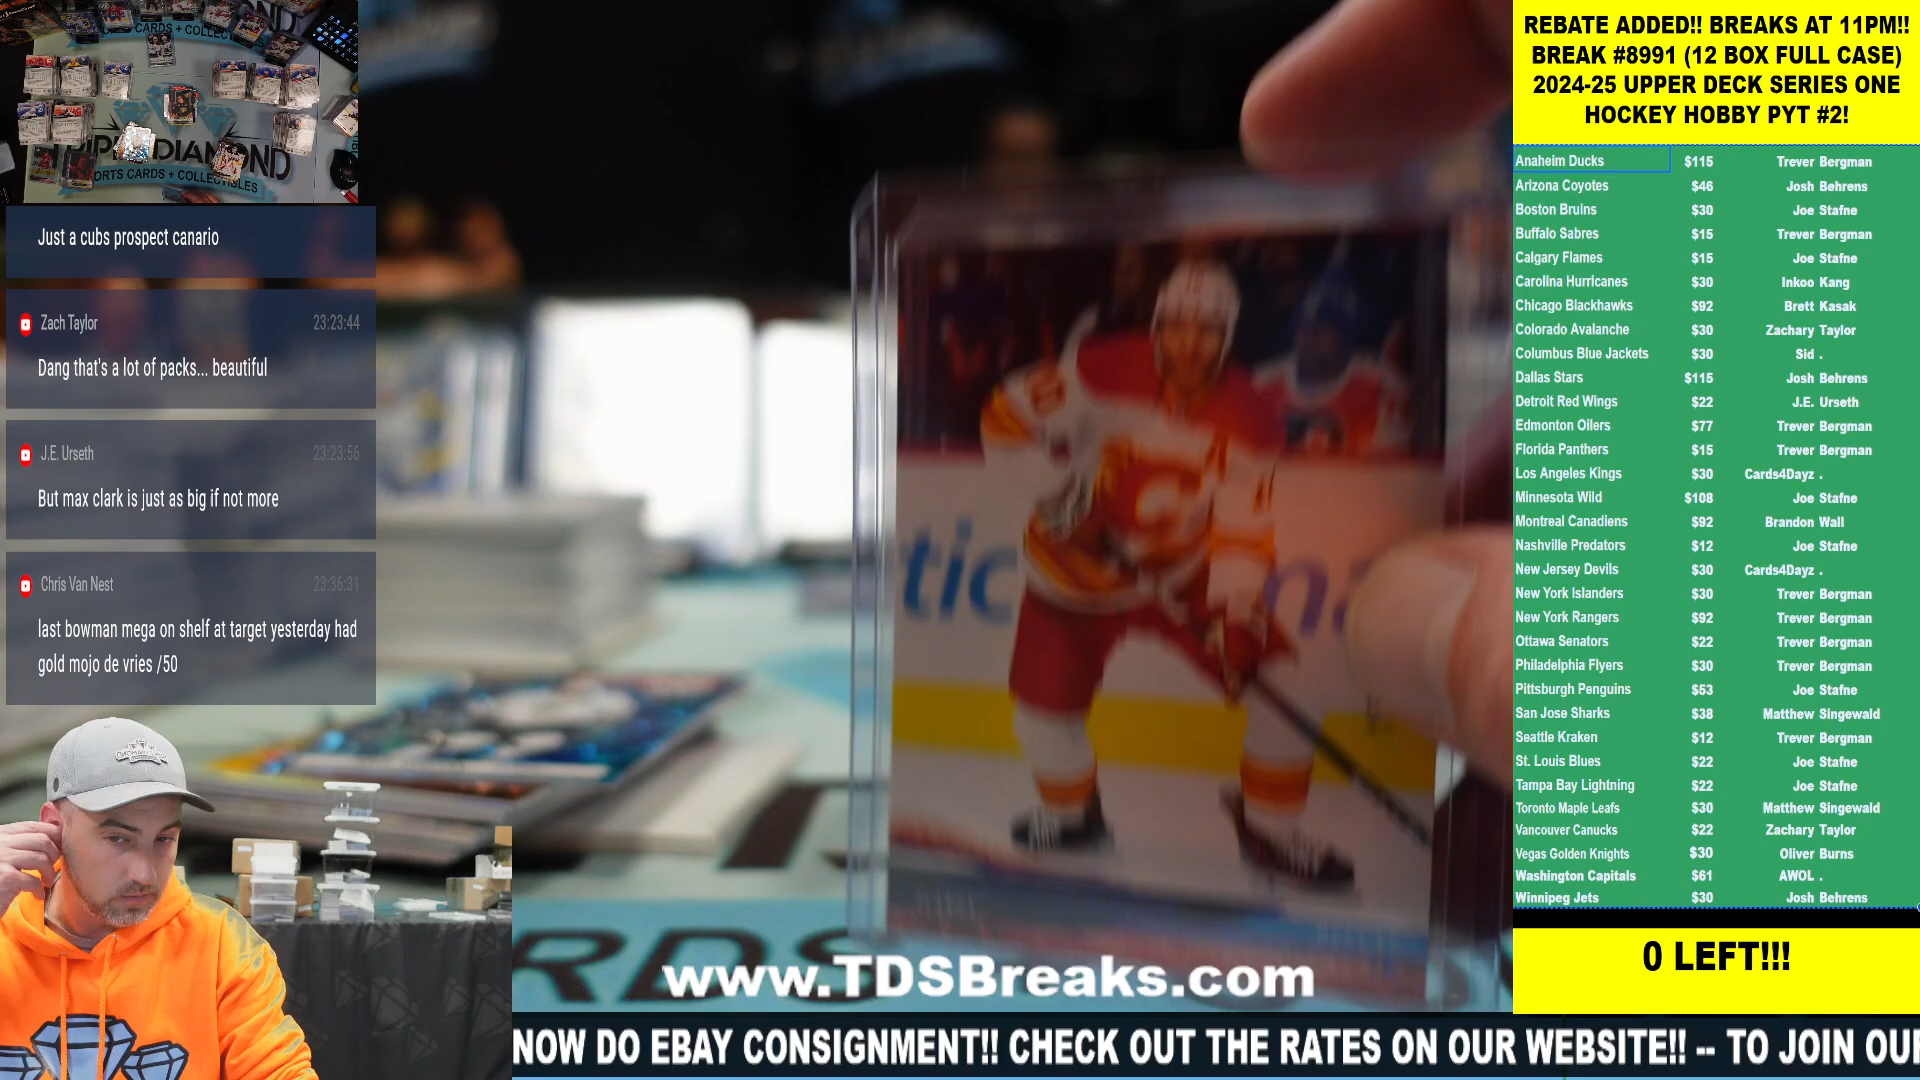 CARDS + COLLECTI
DIAMOND
ORTS CARDS + COLLECTIBLES
Just a cubs prospect canario
Zach Taylor 23:23:44
Dang that's a lot of packs... beautiful
J.E. Urseth 23:23:56
But max clark is just as big if not more
Chris Van Nest 23:36:31
last bowman mega on shelf at target yesterday had
gold mojo de vries /50
tic
RDS
www.TDSBreaks.com
NOW DO EBAY CONSIGNMENT!! CHECK OUT THE RATES ON OUR WEBSITE!! -- TO JOIN OUR
REBATE ADDED!! BREAKS AT 11PM!!
BREAK #8991 (12 BOX FULL CASE)
2024-25 UPPER DECK SERIES ONE
HOCKEY HOBBY PYT #2!
Anaheim Ducks $115 Trever Bergman
Arizona Coyotes $46 Josh Behrens
Boston Bruins $30 Joe Stafne
Buffalo Sabres $15 Trever Bergman
Calgary Flames $15 Joe Stafne
Carolina Hurricanes $30 Inkoo Kang
Chicago Blackhawks $92 Brett Kasak
Colorado Avalanche $30 Zachary Taylor
Columbus Blue Jackets $30 Sid .
Dallas Stars $115 Josh Behrens
Detroit Red Wings $22 J.E. Urseth
Edmonton Oilers $77 Trever Bergman
Florida Panthers $15 Trever Bergman
Los Angeles Kings $30 Cards4Dayz .
Minnesota Wild $108 Joe Stafne
Montreal Canadiens $92 Brandon Wall
Nashville Predators $12 Joe Stafne
New Jersey Devils $30 Cards4Dayz .
New York Islanders $30 Trever Bergman
New York Rangers $92 Trever Bergman
Ottawa Senators $22 Trever Bergman
Philadelphia Flyers $30 Trever Bergman
Pittsburgh Penguins $53 Joe Stafne
San Jose Sharks $38 Matthew Singewald
Seattle Kraken $12 Trever Bergman
St. Louis Blues $22 Joe Stafne
Tampa Bay Lightning $22 Joe Stafne
Toronto Maple Leafs $30 Matthew Singewald
Vancouver Canucks $22 Zachary Taylor
Vegas Golden Knights $30 Oliver Burns
Washington Capitals $61 AWOL .
Winnipeg Jets $30 Josh Behrens
0 LEFT!!!